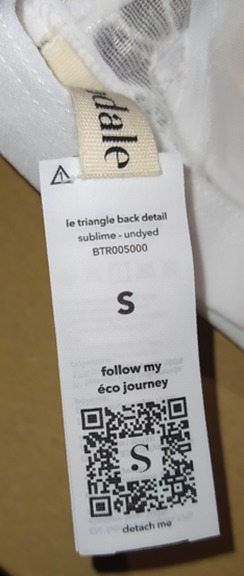 dale
le triangle back detail
sublime - undyed
BTR005000
S
follow my
éco journey
S
detach me